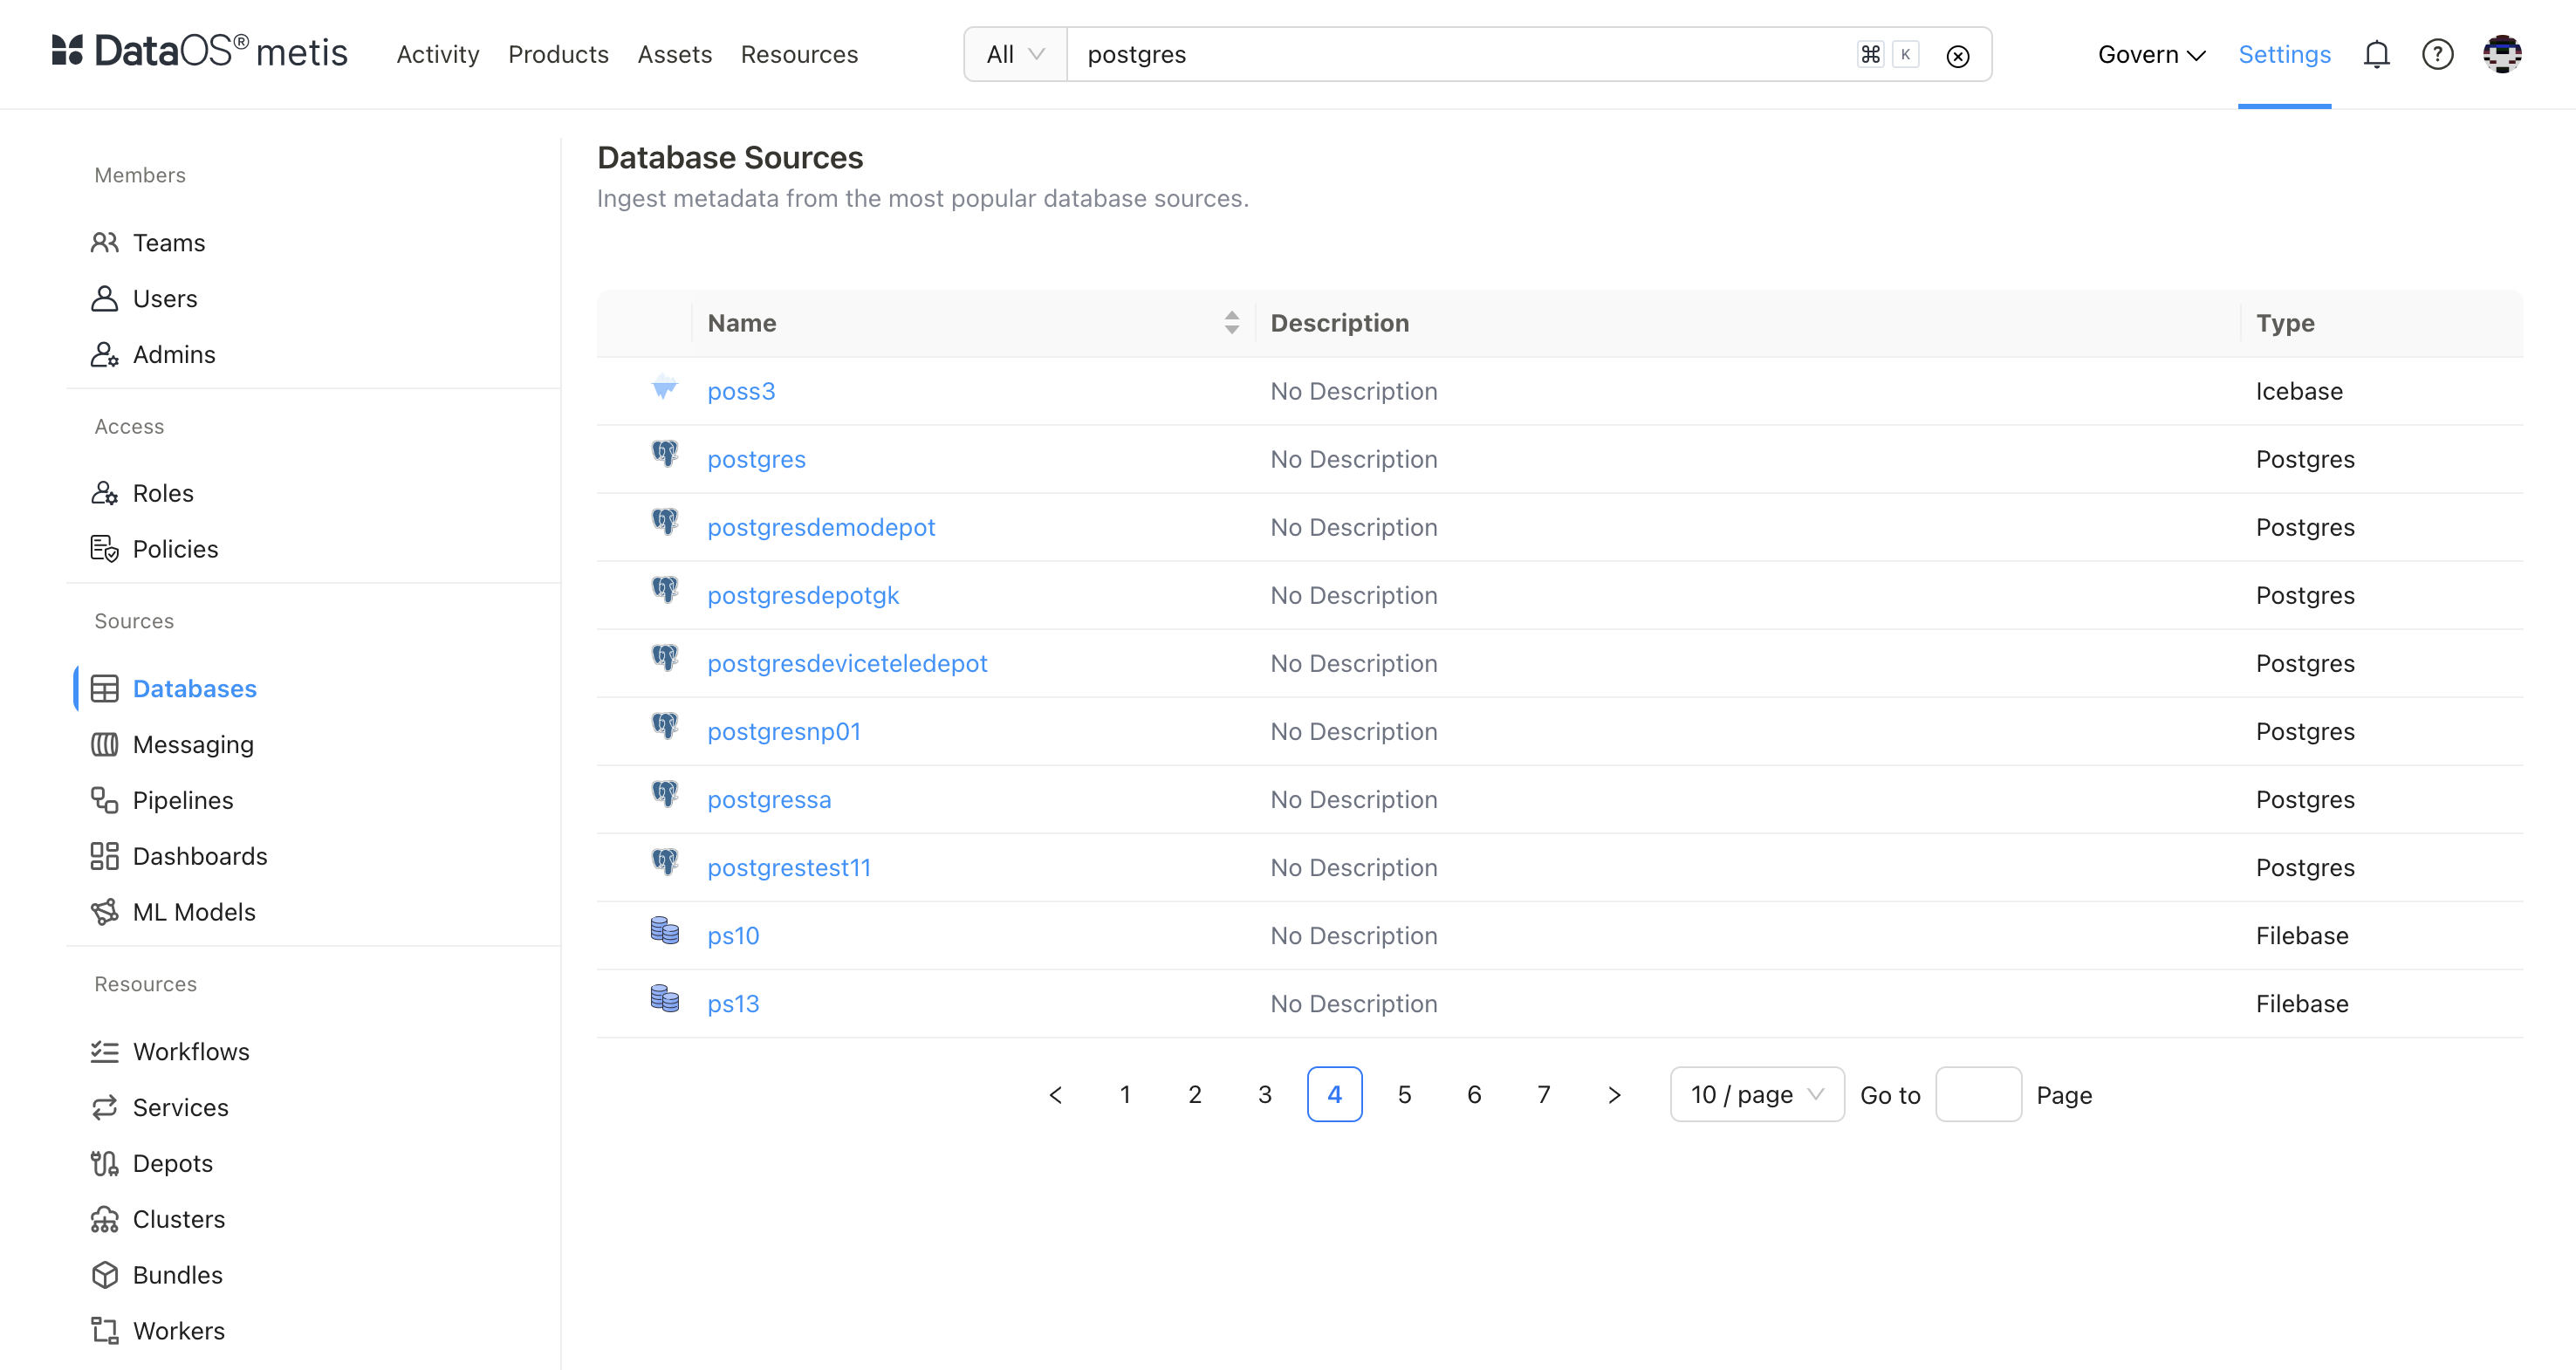 DataOS® metis
Activity Products Assets Resources
All postgres ⌘ K
Govern Settings ?
Members
Teams
Users
Admins
Access
Roles
Policies
Sources
Databases
Messaging
Pipelines
Dashboards
ML Models
Resources
Workflows
Services
Depots
Clusters
Bundles
Workers
Database Sources
Ingest metadata from the most popular database sources.
Name Description Type
poss3 No Description Icebase
postgres No Description Postgres
postgresdemodepot No Description Postgres
postgresdepotgk No Description Postgres
postgresdeviceteledepot No Description Postgres
postgresnp01 No Description Postgres
postgressa No Description Postgres
postgrestest11 No Description Postgres
ps10 No Description Filebase
ps13 No Description Filebase
< 1 2 3 4 5 6 7 > 10 / page Go to Page